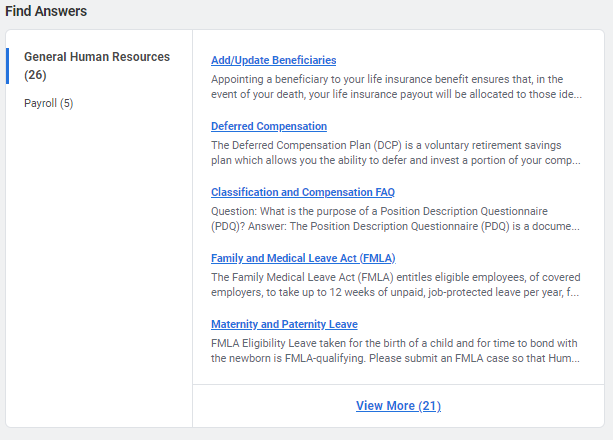 Find Answers
General Human Resources
(26)
Payroll (5)
Add/Update Beneficiaries
Appointing a beneficiary to your life insurance benefit ensures that, in the
event of your death, your life insurance payout will be allocated to those ide...
Deferred Compensation
The Deferred Compensation Plan (DCP) is a voluntary retirement savings
plan which allows you the ability to defer and invest a portion of your comp...
Classification and Compensation FAQ
Question: What is the purpose of a Position Description Questionnaire
(PDQ)? Answer: The Position Description Questionnaire (PDQ) is a docume...
Family and Medical Leave Act (FMLA)
The Family Medical Leave Act (FMLA) entitles eligible employees, of covered
employers, to take up to 12 weeks of unpaid, job-protected leave per year, f...
Maternity and Paternity Leave
FMLA Eligibility Leave taken for the birth of a child and for time to bond with
the newborn is FMLA-qualifying. Please submit an FMLA case so that Hum...
View More (21)